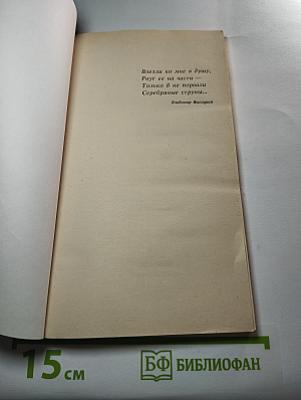 Влезли ко мне в душу,
Рвут ее на части —
Только б не порвали
Серебряные струны...
Владимир Высоцкий
15 см
БФ БИБЛИОФАН